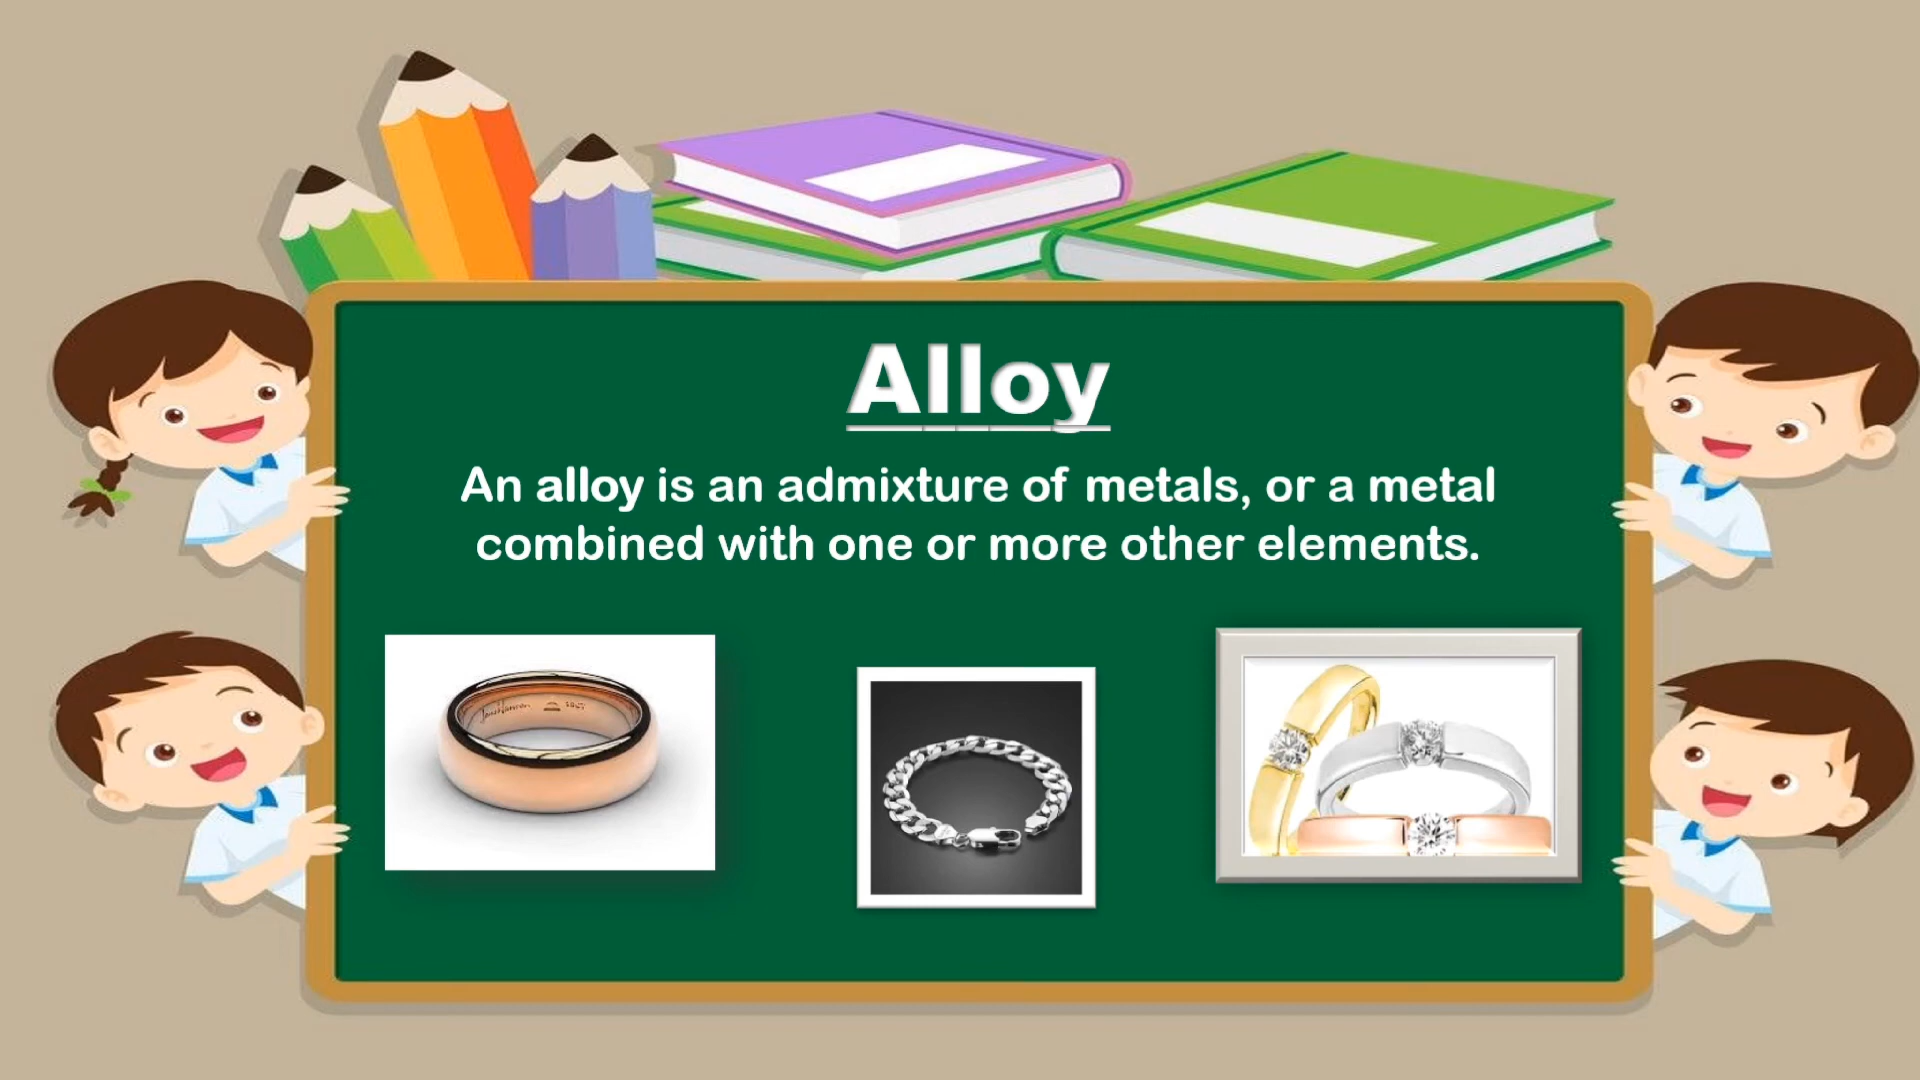 Alloy
An alloy is an admixture of metals, or a metal
combined with one or more other elements.